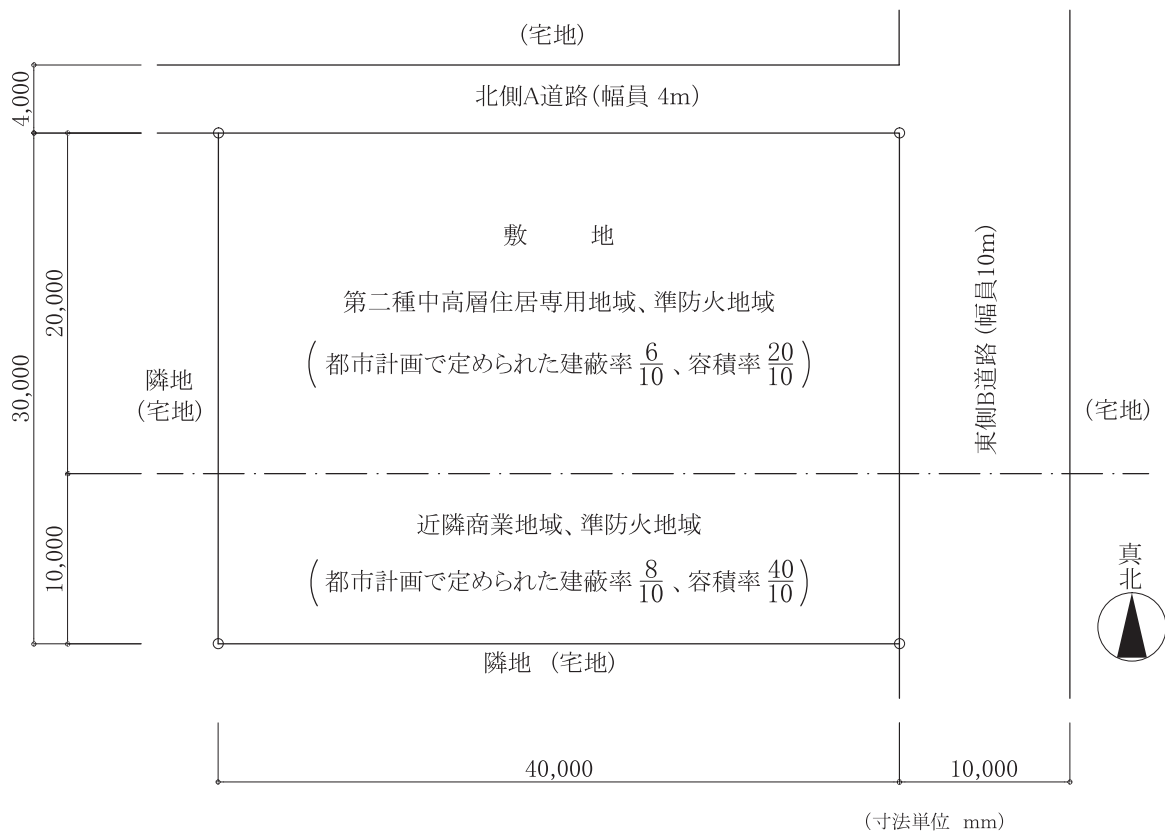 (宅地)
4,000
北側A道路(幅員 4m)
敷 地
第二種中高層住居専用地域、準防火地域
(都市計画で定められた建蔽率 6/10 、容積率 20/10)
20,000
30,000
隣地
(宅地)
東側B道路(幅員10m)
(宅地)
近隣商業地域、準防火地域
(都市計画で定められた建蔽率 8/10 、容積率 40/10)
10,000
真北
隣地 (宅地)
40,000
10,000
(寸法単位 mm)